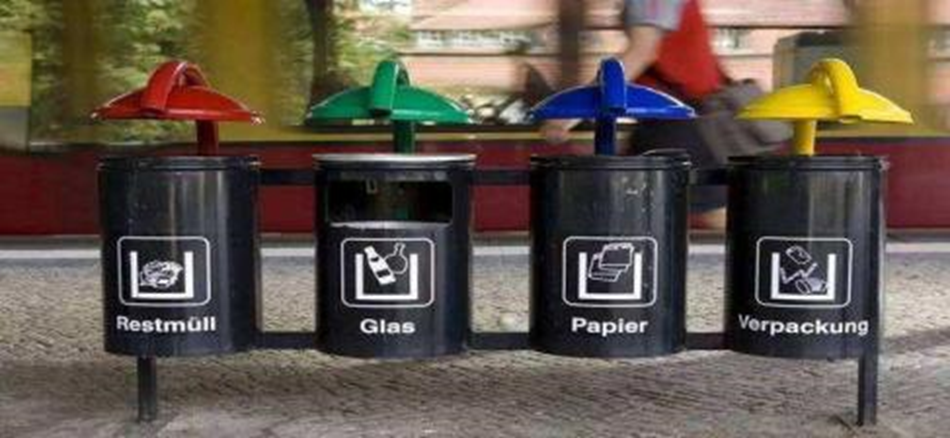 Restmüll
Glas
Papier
Verpackung